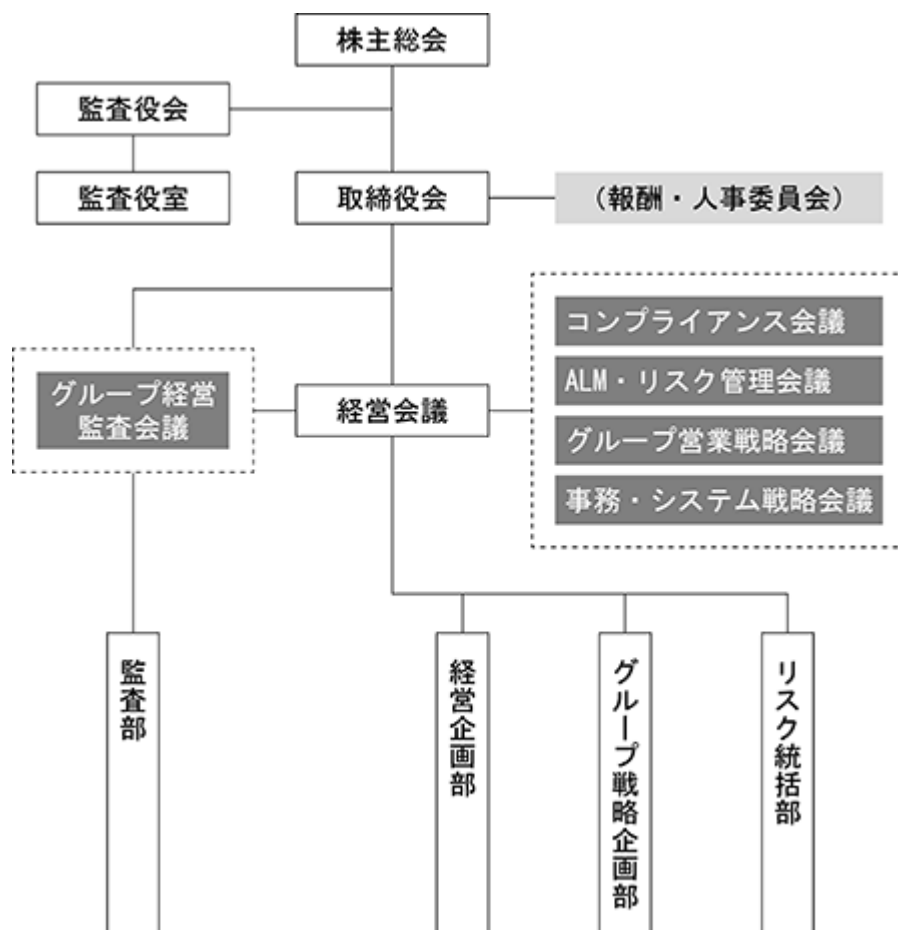 株主総会
監査役会
監査役室
取締役会
（報酬・人事委員会）
コンプライアンス会議
ALM・リスク管理会議
グループ営業戦略会議
事務・システム戦略会議
グループ経営
監査会議
経営会議
監査部
経営企画部
グループ戦略企画部
リスク統括部